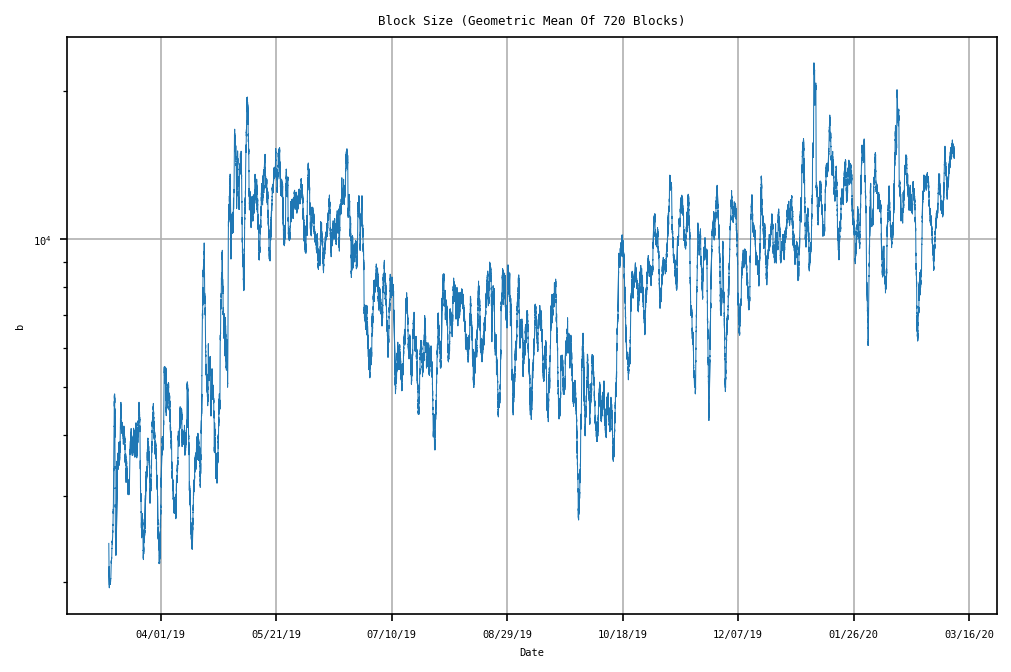 Block Size (Geometric Mean Of 720 Blocks)
10⁴
b
04/01/19 05/21/19 07/10/19 08/29/19 10/18/19 12/07/19 01/26/20 03/16/20
Date